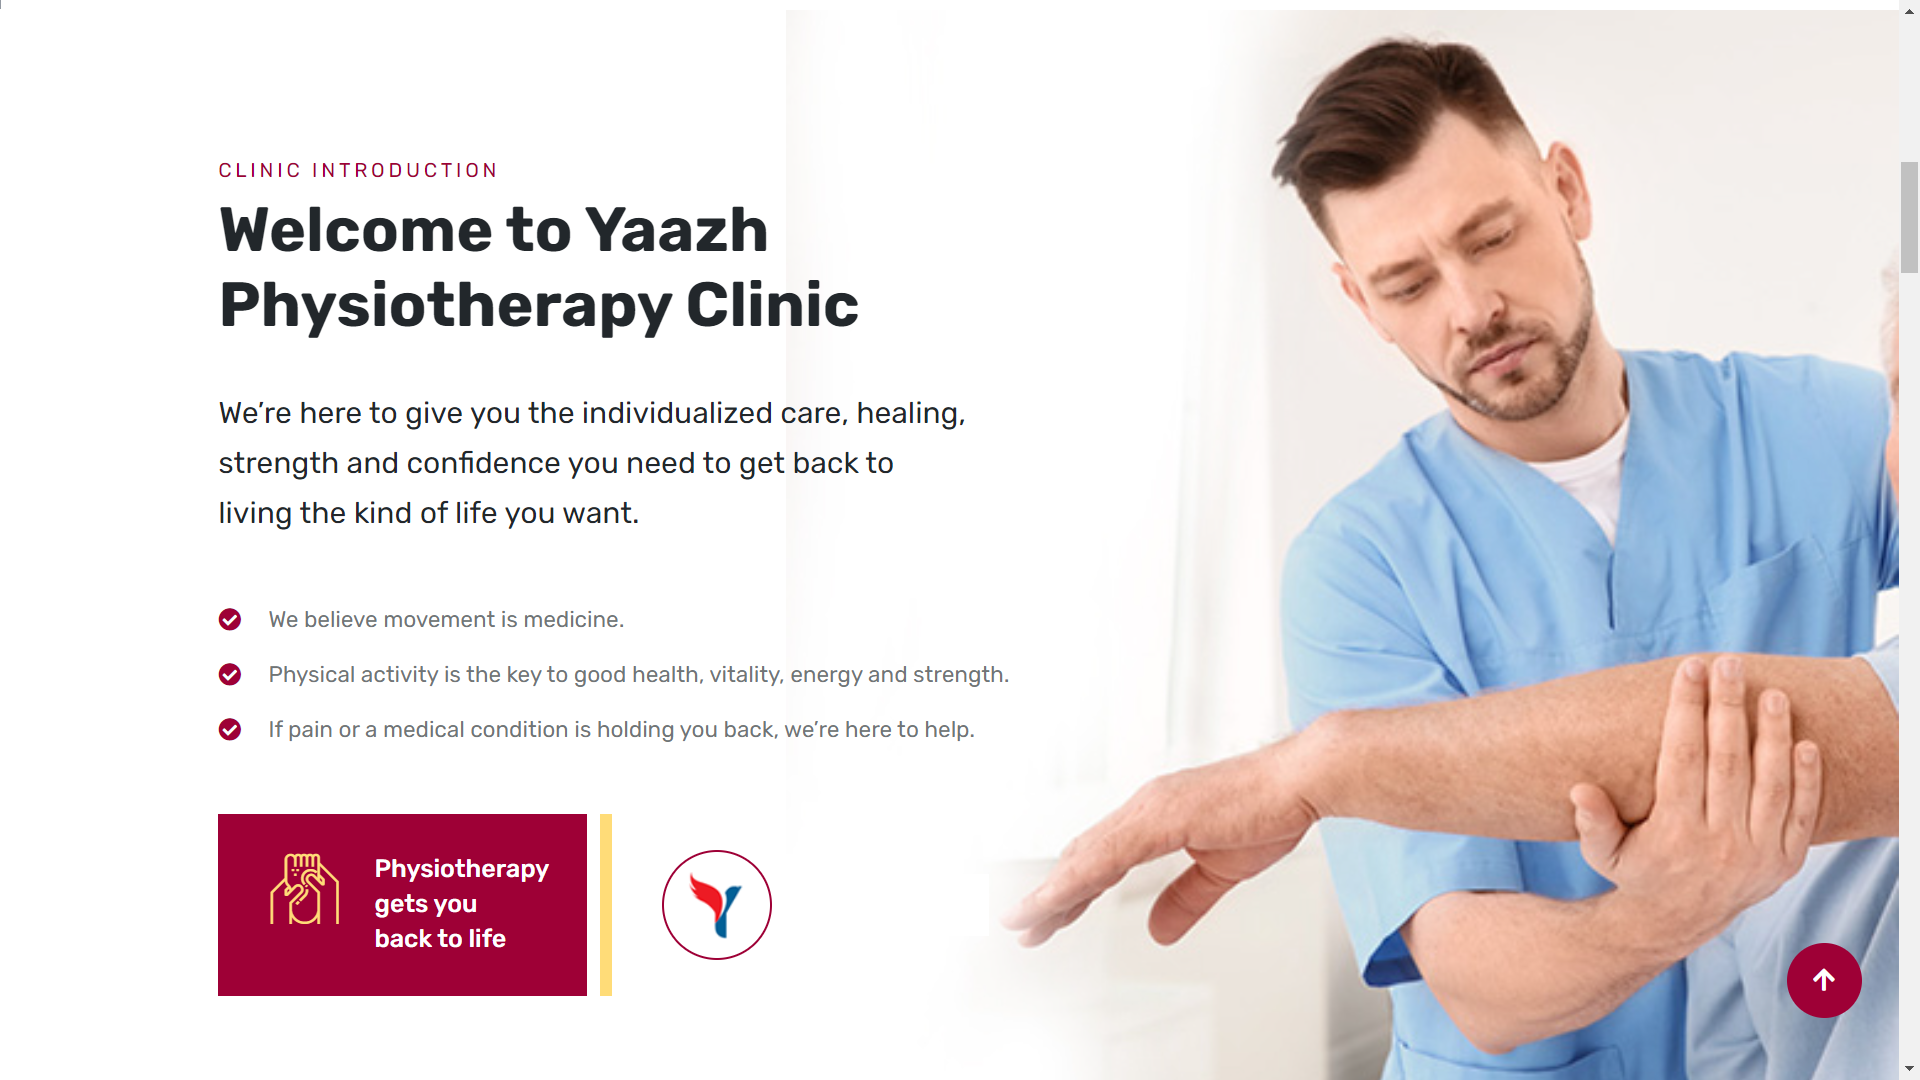 CLINIC INTRODUCTION
Welcome to Yaazh
Physiotherapy Clinic
We’re here to give you the individualized care, healing,
strength and confidence you need to get back to
living the kind of life you want.
We believe movement is medicine.
Physical activity is the key to good health, vitality, energy and strength.
If pain or a medical condition is holding you back, we’re here to help.
Physiotherapy
gets you
back to life